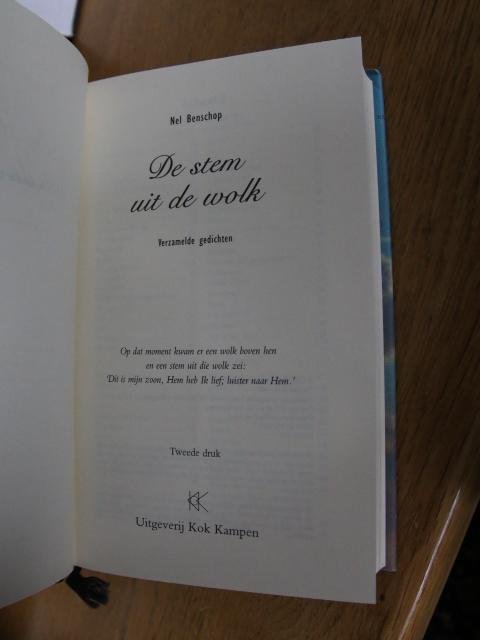 Nel Benschop
De stem
uit de wolk
Verzamelde gedichten
Op dat moment kwam er een wolk boven hen
en een stem uit die wolk zei:
'Dit is mijn zoon, Hem heb Ik lief; luister naar Hem.'
Tweede druk
Uitgeverij Kok Kampen